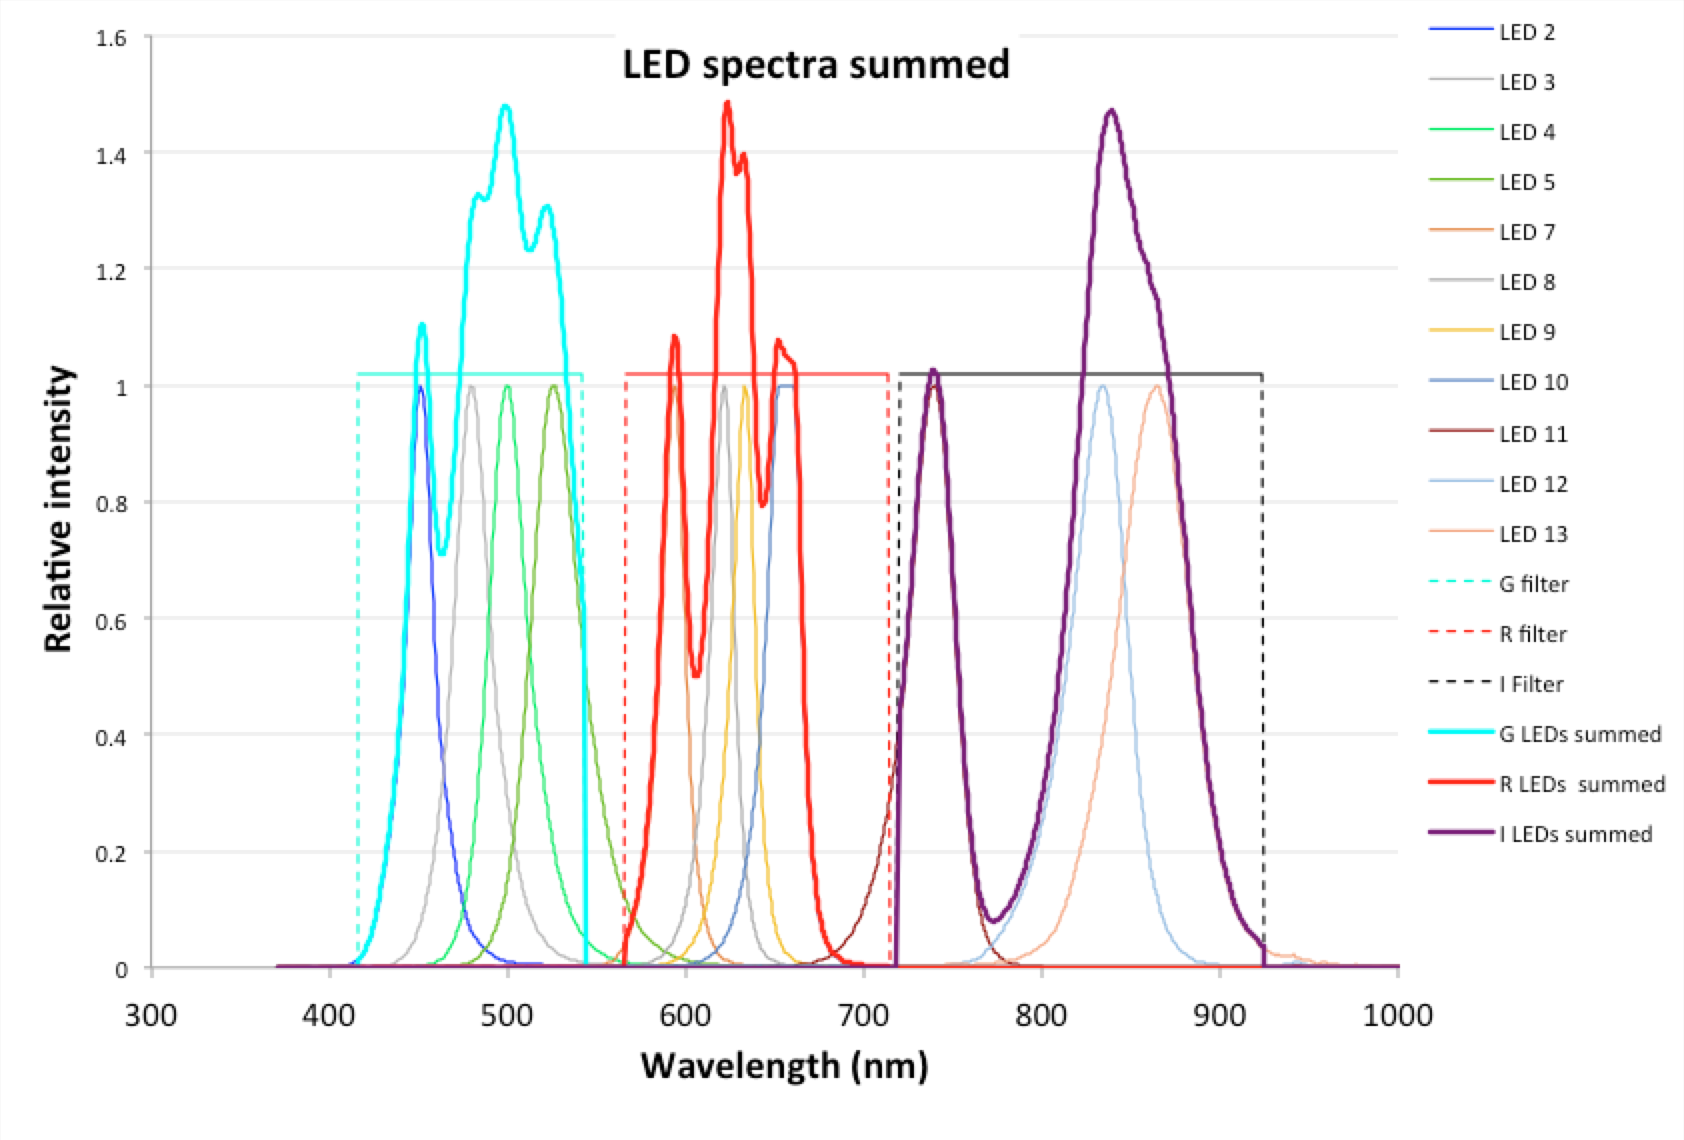 LED spectra summed
Relative intensity
1.6
1.4
1.2
1
0.8
0.6
0.4
0.2
0
300 400 500 600 700 800 900 1000
Wavelength (nm)
LED 2
LED 3
LED 4
LED 5
LED 7
LED 8
LED 9
LED 10
LED 11
LED 12
LED 13
G filter
R filter
I Filter
G LEDs summed
R LEDs summed
I LEDs summed